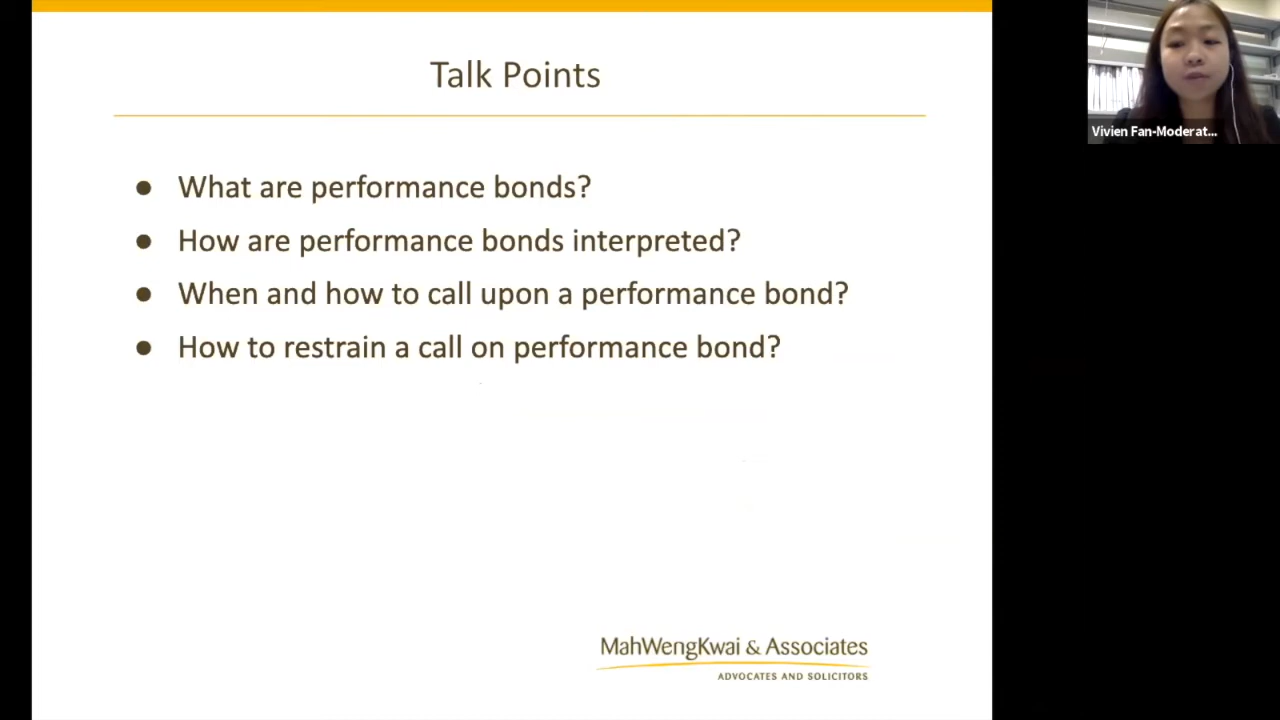 Talk Points
● What are performance bonds?
● How are performance bonds interpreted?
● When and how to call upon a performance bond?
● How to restrain a call on performance bond?
MahWengKwai & Associates
ADVOCATES AND SOLICITORS
Vivien Fan-Moderat...